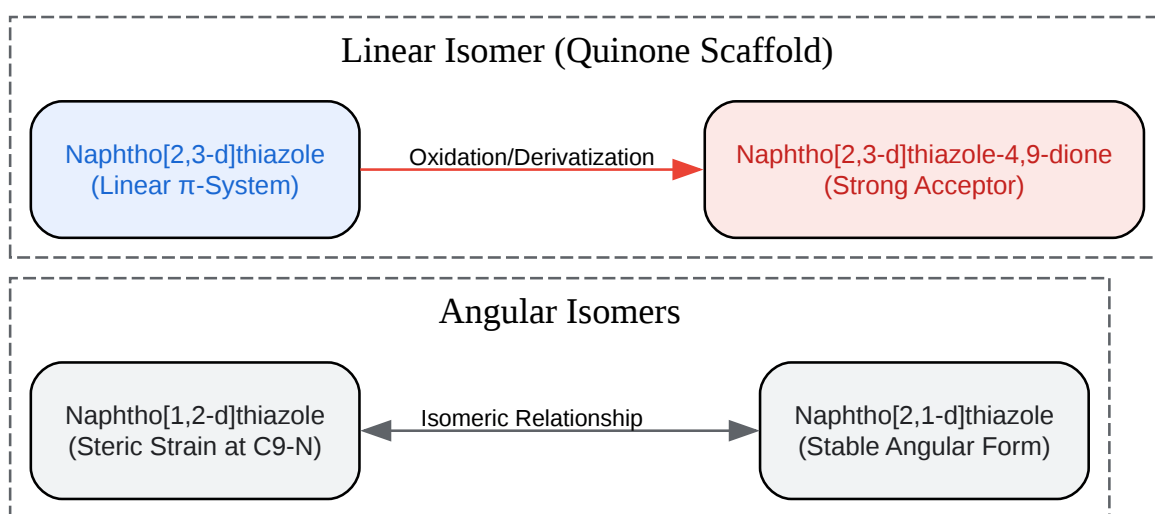 Linear Isomer (Quinone Scaffold)
Naphtho[2,3-d]thiazole
(Linear π-System)
Oxidation/Derivatization
Naphtho[2,3-d]thiazole-4,9-dione
(Strong Acceptor)
Angular Isomers
Naphtho[1,2-d]thiazole
(Steric Strain at C9-N)
Isomeric Relationship
Naphtho[2,1-d]thiazole
(Stable Angular Form)